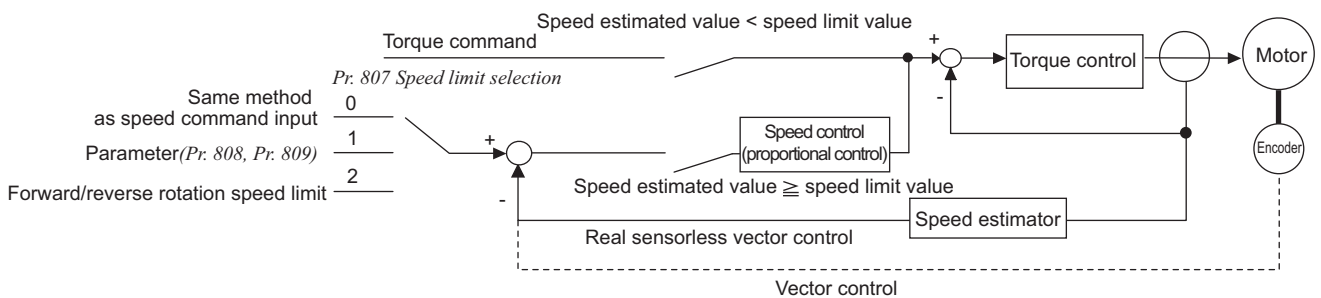 Speed estimated value < speed limit value
Torque command
+
Torque control
Motor
Pr. 807 Speed limit selection
-
Same method
as speed command input
0
+
Speed control
(proportional control)
Encoder
1
Parameter(Pr. 808, Pr. 809)
2
Forward/reverse rotation speed limit
Speed estimated value ≧ speed limit value
-
Speed estimator
Real sensorless vector control
Vector control